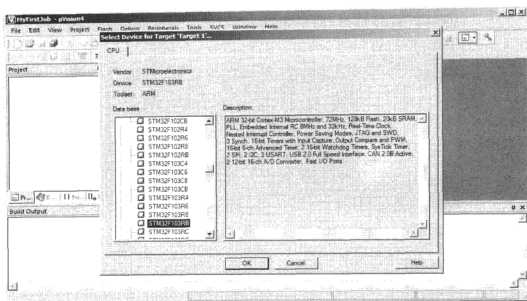 MyFirstJob - µVision4
File Edit View Project Flash Debug Peripherals Tools SVCS Window Help
Select Device for Target 'Target 1'...
CPU
Vendor: STMicroelectronics
Device: STM32F103RB
Toolset: ARM
Data base
Description:
STM32F102CB
STM32F102R4
STM32F102R6
STM32F102R8
STM32F102RB
STM32F103C4
STM32F103C6
STM32F103C8
STM32F103CB
STM32F103R4
STM32F103R6
STM32F103R8
STM32F103RB
STM32F103RC
ARM 32-bit Cortex-M3 Microcontroller, 72MHz, 128kB Flash, 20kB SRAM,
PLL, Embedded Internal RC 8MHz and 32kHz, Real-Time Clock,
Nested Interrupt Controller, Power Saving Modes, JTAG and SWD,
3 Synch. 16-bit Timers with Input Capture, Output Compare and PWM,
16-bit 6-ch Advanced Timer, 2 16-bit Watchdog Timers, SysTick Timer,
2 SPI, 2 I2C, 3 USART, USB 2.0 Full Speed Interface, CAN 2.0B Active,
2 12-bit 16-ch A/D Converter, Fast I/O Ports
Project
Pr...
Build Output
OK Cancel Help